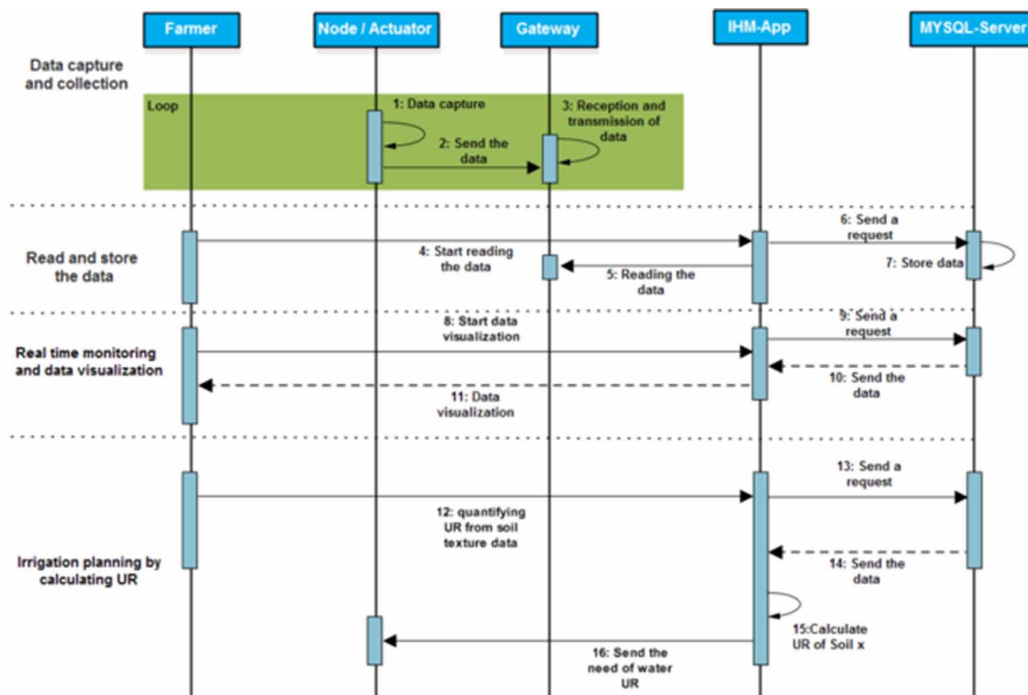 Farmer
Node / Actuator
Gateway
IHM-App
MYSQL-Server
Data capture
and collection
Loop
1: Data capture
2: Send the
data
3: Reception and
transmission of
data
Read and store
the data
4: Start reading
the data
5: Reading the
data
6: Send a
request
7: Store data
Real time monitoring
and data visualization
8: Start data
visualization
9: Send a
request
10: Send the
data
11: Data
visualization
Irrigation planning by
calculating UR
12: quantifying
UR from soil
texture data
13: Send a
request
14: Send the
data
15:Calculate
UR of Soil x
16: Send the
need of water
UR